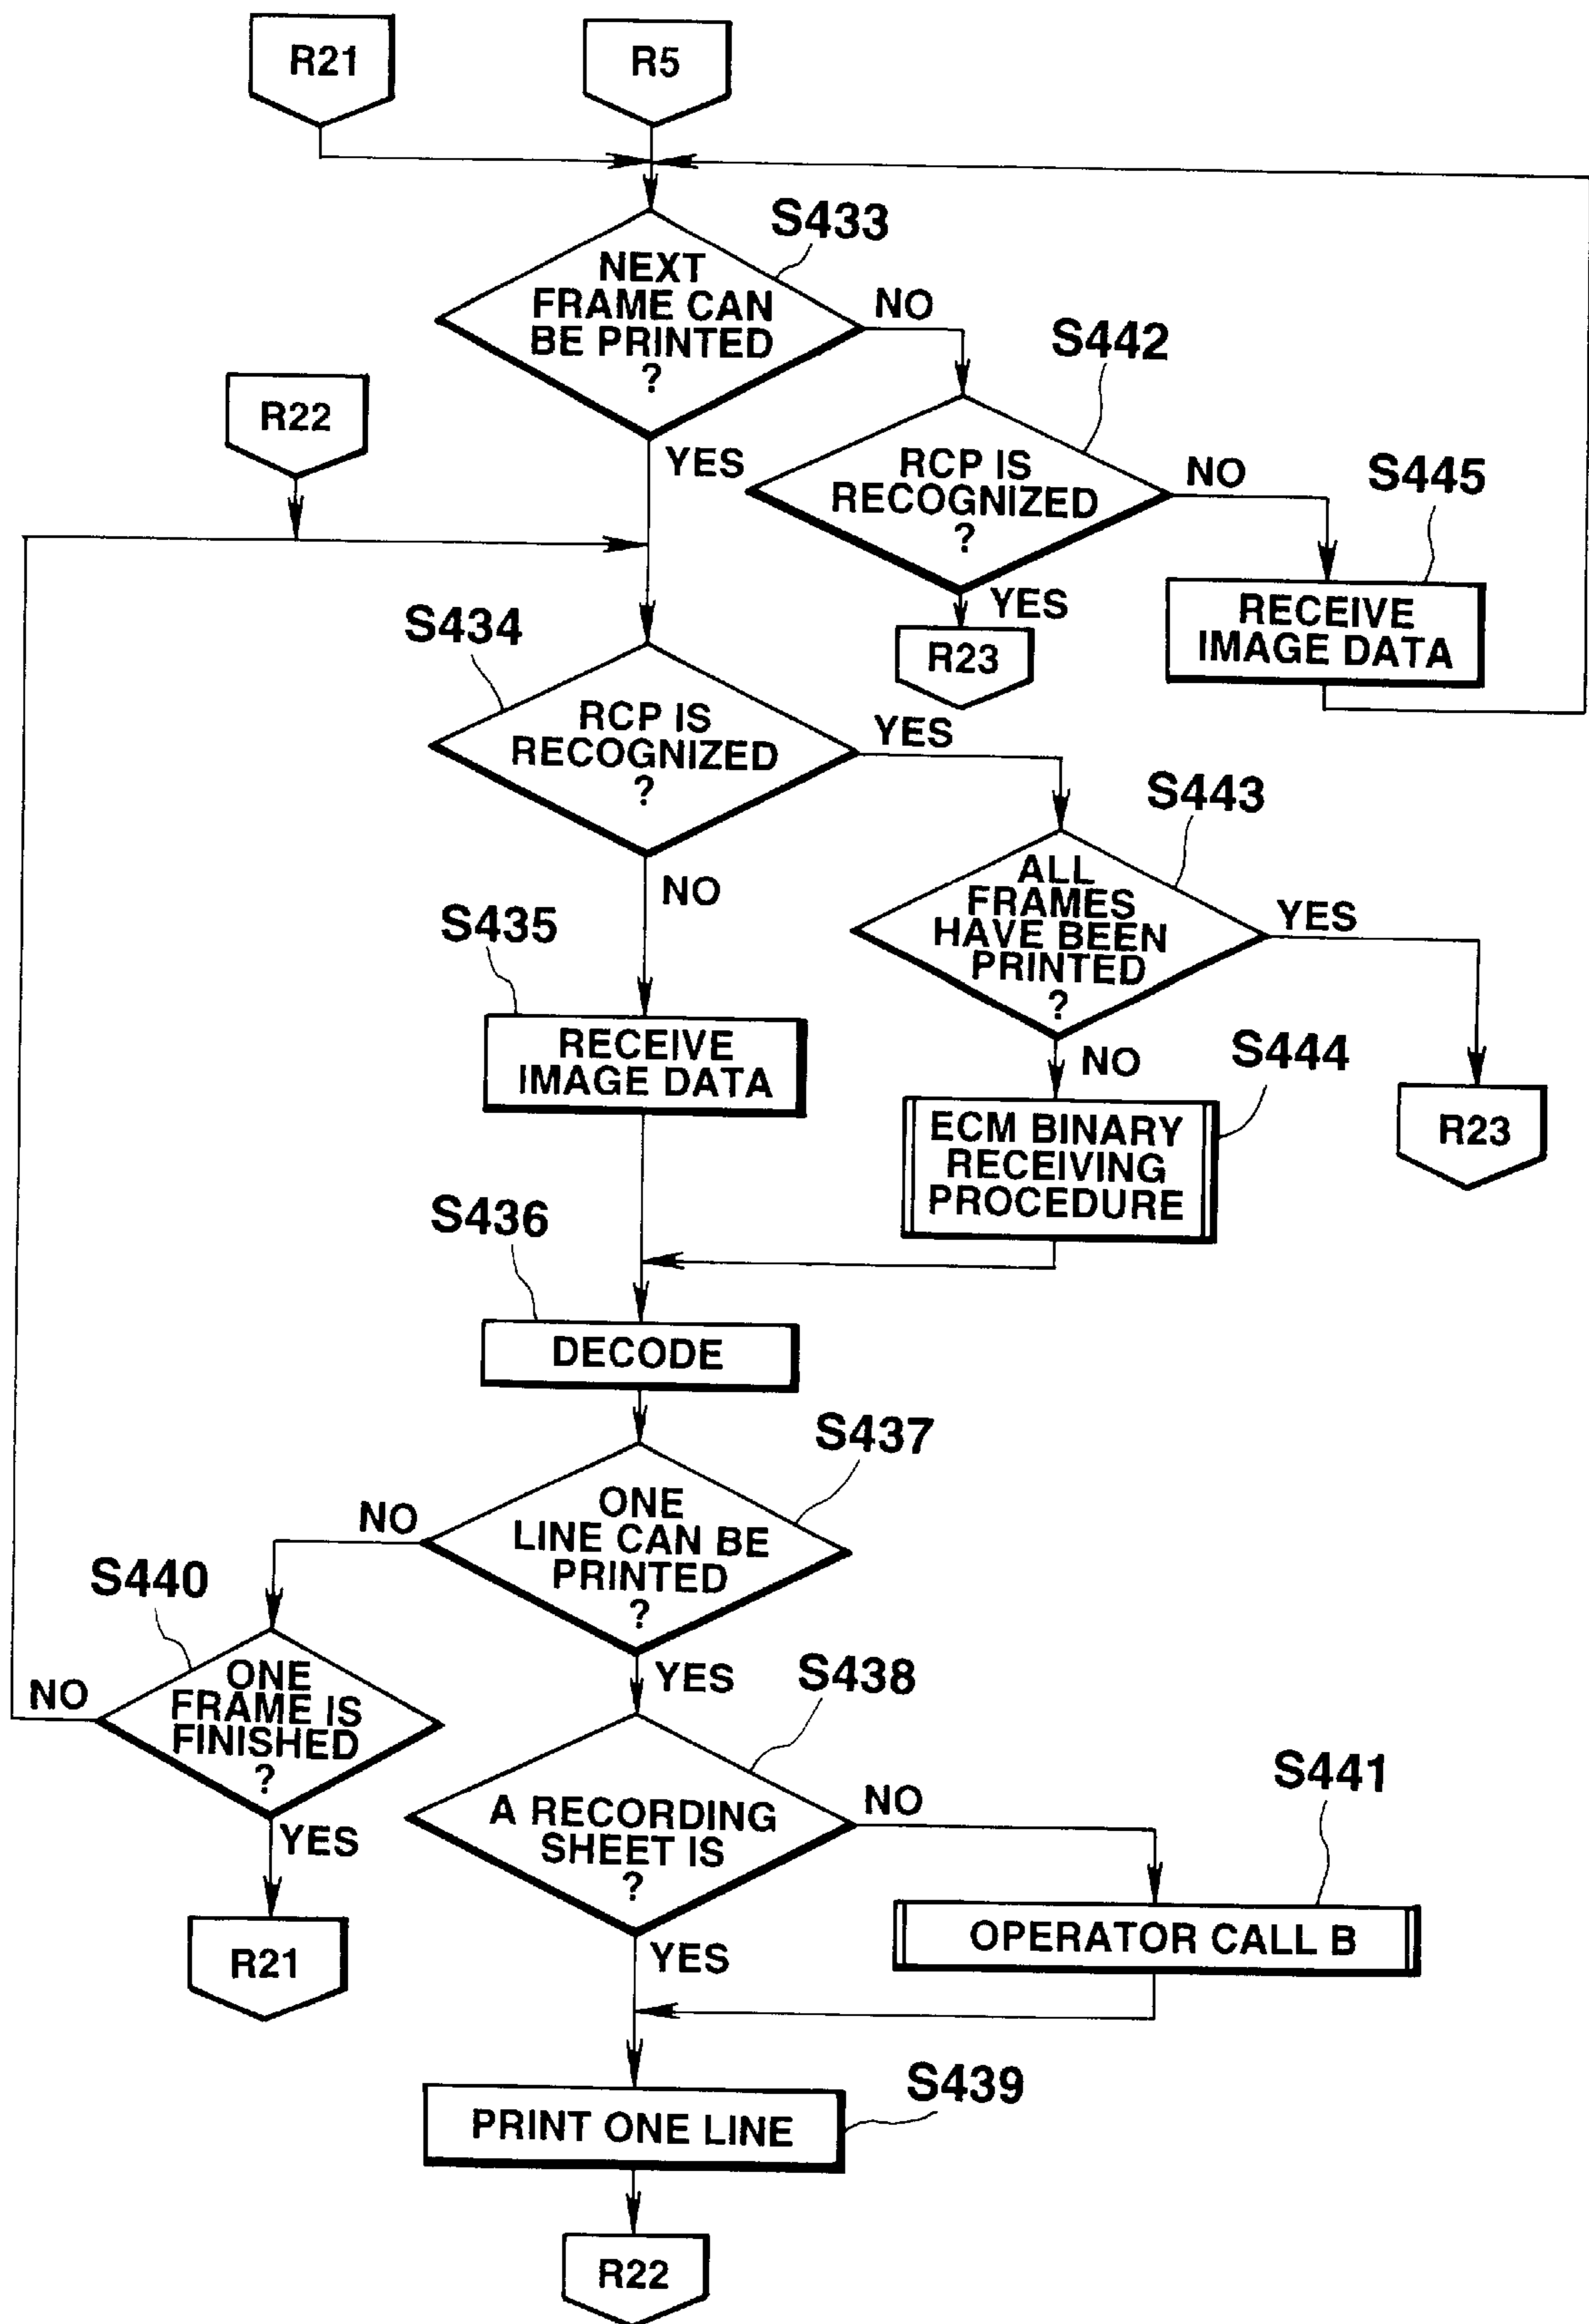 R21
R5
S433
NEXT
FRAME CAN
BE PRINTED
?
NO
S442
R22
YES
RCP IS
RECOGNIZED
?
NO
S445
YES
R23
RECEIVE
IMAGE DATA
S434
RCP IS
RECOGNIZED
?
YES
S443
NO
ALL
FRAMES
HAVE BEEN
PRINTED
?
YES
S435
RECEIVE
IMAGE DATA
NO
S444
ECM BINARY
RECEIVING
PROCEDURE
R23
S436
DECODE
S437
ONE
LINE CAN BE
PRINTED
?
NO
S440
ONE
FRAME IS
FINISHED
?
NO
YES
R21
YES
S438
A RECORDING
SHEET IS
?
NO
S441
OPERATOR CALL B
YES
S439
PRINT ONE LINE
R22